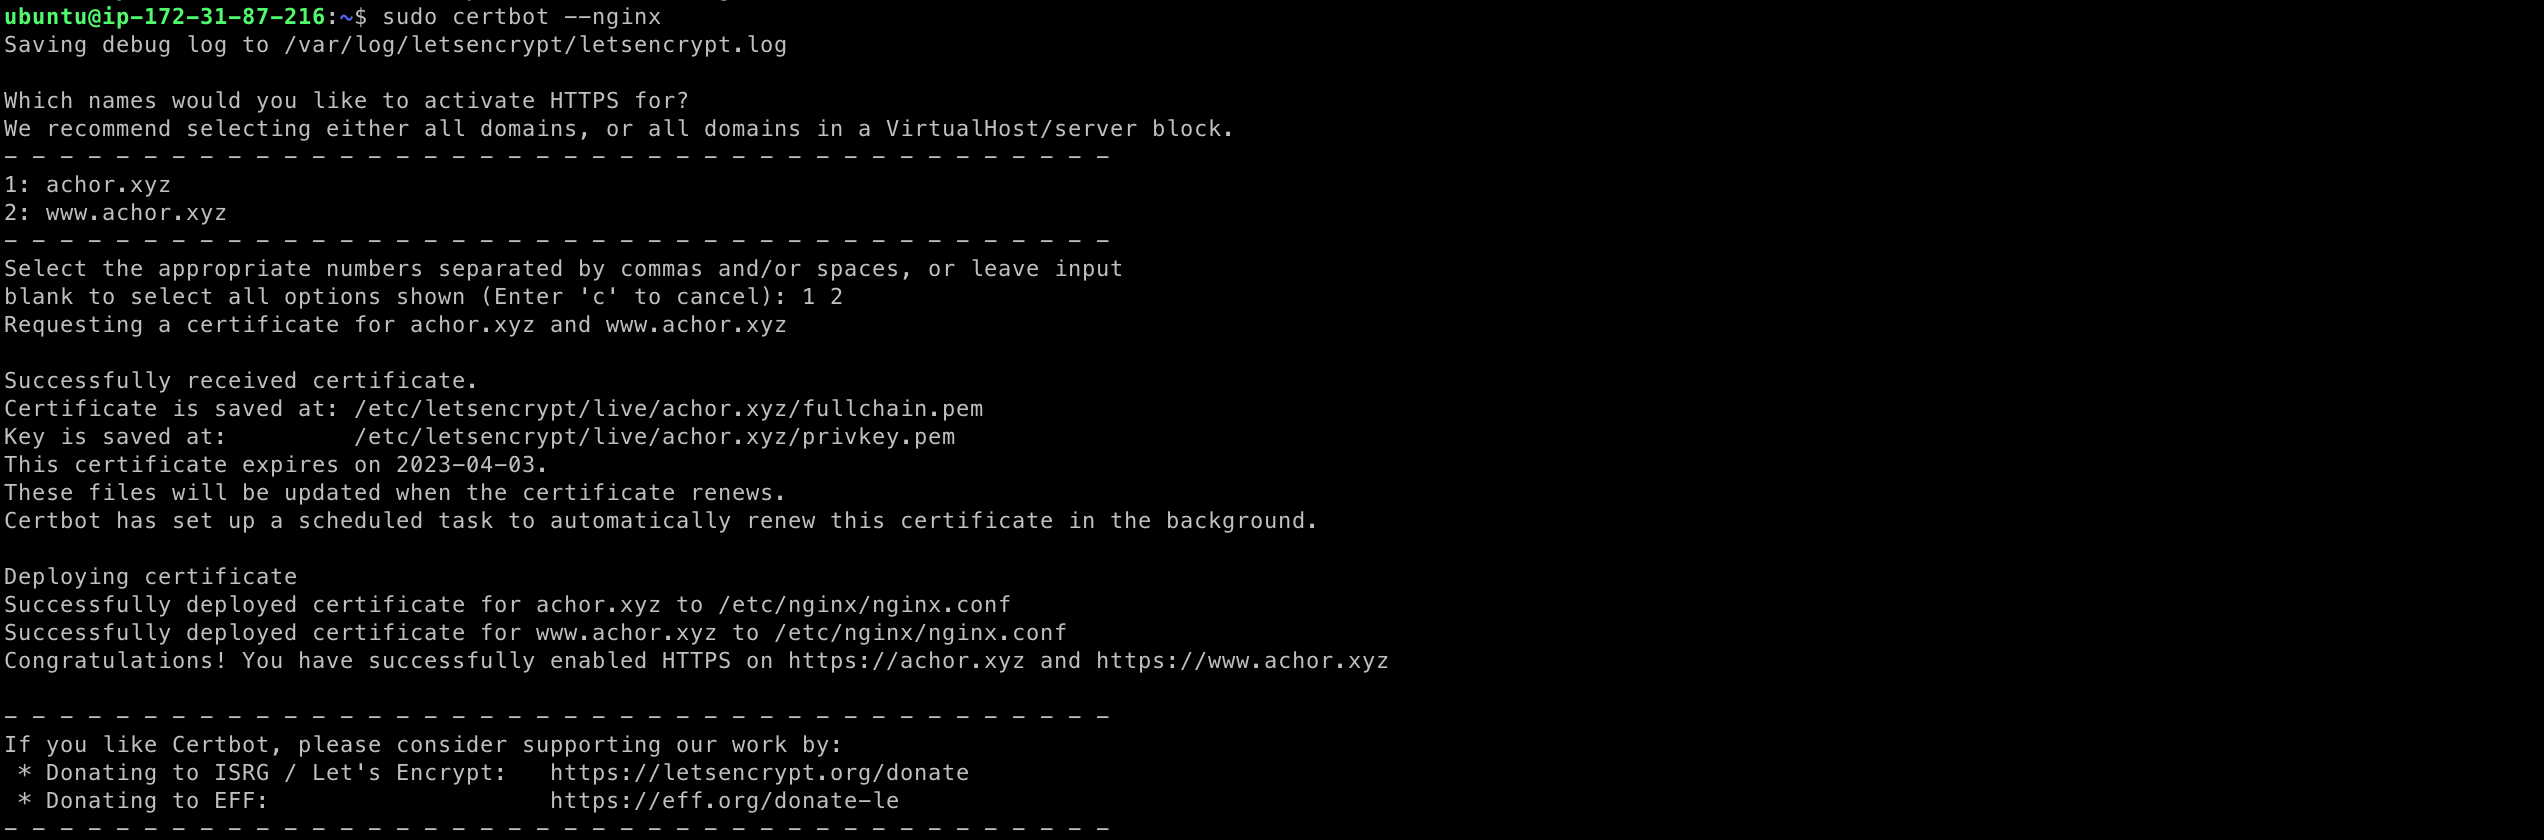 ubuntu@ip-172-31-87-216:~$ sudo certbot --nginx
Saving debug log to /var/log/letsencrypt/letsencrypt.log
Which names would you like to activate HTTPS for?
We recommend selecting either all domains, or all domains in a VirtualHost/server block.
- - - - - - - - - - - - - - - - - - - - - - - - - - - - - - - - - - - - - - - -
1: achor.xyz
2: www.achor.xyz
- - - - - - - - - - - - - - - - - - - - - - - - - - - - - - - - - - - - - - - -
Select the appropriate numbers separated by commas and/or spaces, or leave input
blank to select all options shown (Enter 'c' to cancel): 1 2
Requesting a certificate for achor.xyz and www.achor.xyz
Successfully received certificate.
Certificate is saved at: /etc/letsencrypt/live/achor.xyz/fullchain.pem
Key is saved at:         /etc/letsencrypt/live/achor.xyz/privkey.pem
This certificate expires on 2023-04-03.
These files will be updated when the certificate renews.
Certbot has set up a scheduled task to automatically renew this certificate in the background.
Deploying certificate
Successfully deployed certificate for achor.xyz to /etc/nginx/nginx.conf
Successfully deployed certificate for www.achor.xyz to /etc/nginx/nginx.conf
Congratulations! You have successfully enabled HTTPS on https://achor.xyz and https://www.achor.xyz
- - - - - - - - - - - - - - - - - - - - - - - - - - - - - - - - - - - - - - - -
If you like Certbot, please consider supporting our work by:
 * Donating to ISRG / Let's Encrypt:   https://letsencrypt.org/donate
 * Donating to EFF:                    https://eff.org/donate-le
- - - - - - - - - - - - - - - - - - - - - - - - - - - - - - - - - - - - - - - -